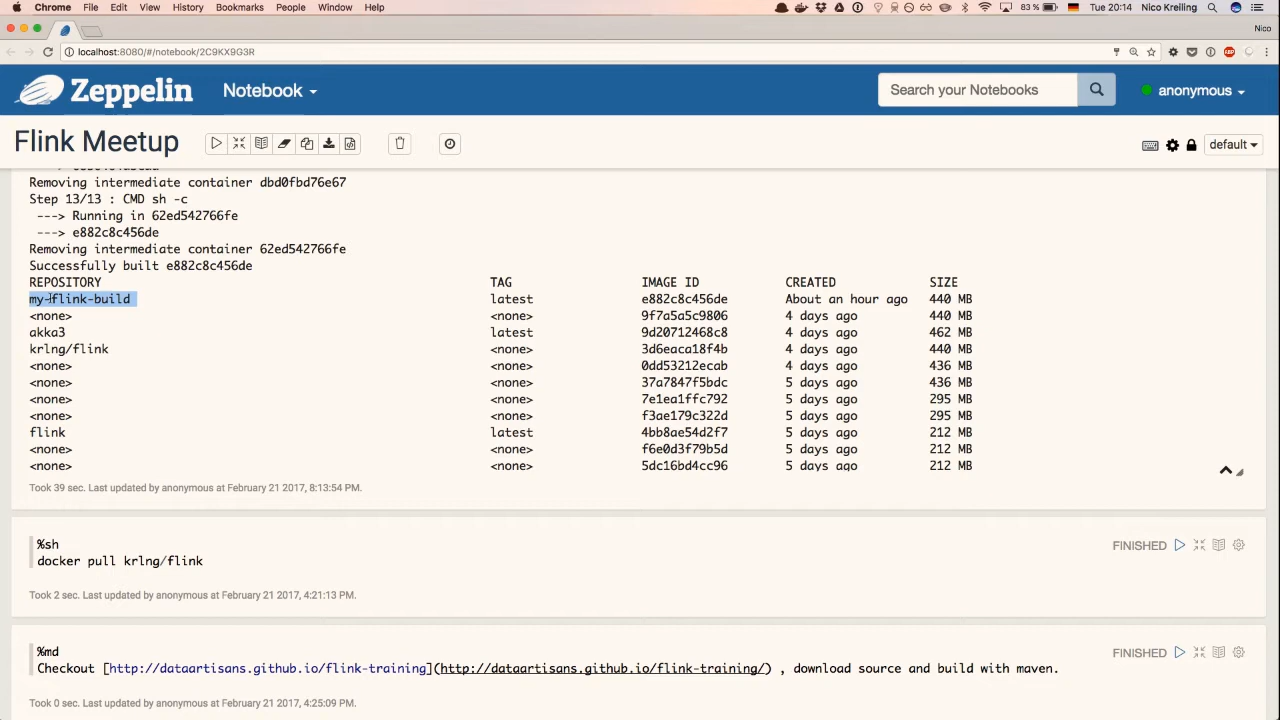 Chrome File Edit View History Bookmarks People Window Help 83 % Tue 20:14 Nico Kreiling
Nico
localhost:8080/#/notebook/2C9KX9G3R
Zeppelin Notebook Search your Notebooks anonymous
Flink Meetup default
Removing intermediate container dbd0fbd76e67
Step 13/13 : CMD sh -c
---> Running in 62ed542766fe
---> e882c8c456de
Removing intermediate container 62ed542766fe
Successfully built e882c8c456de
REPOSITORY TAG IMAGE ID CREATED SIZE
my-flink-build latest e882c8c456de About an hour ago 440 MB
<none> <none> 9f7a5a5c9806 4 days ago 440 MB
akka3 latest 9d20712468c8 4 days ago 462 MB
krlng/flink <none> 3d6eaca18f4b 4 days ago 440 MB
<none> <none> 0dd53212ecab 4 days ago 436 MB
<none> <none> 37a7847f5bdc 5 days ago 436 MB
<none> <none> 7e1ea1ffc792 5 days ago 295 MB
<none> <none> f3ae179c322d 5 days ago 295 MB
flink latest 4bb8ae54d2f7 5 days ago 212 MB
<none> <none> f6e0d3f79b5d 5 days ago 212 MB
<none> <none> 5dc16bd4cc96 5 days ago 212 MB
Took 39 sec. Last updated by anonymous at February 21 2017, 8:13:54 PM.
%sh FINISHED
docker pull krlng/flink
Took 2 sec. Last updated by anonymous at February 21 2017, 4:21:13 PM.
%md FINISHED
Checkout [http://dataartisans.github.io/flink-training](http://dataartisans.github.io/flink-training/) , download source and build with maven.
Took 0 sec. Last updated by anonymous at February 21 2017, 4:25:09 PM.